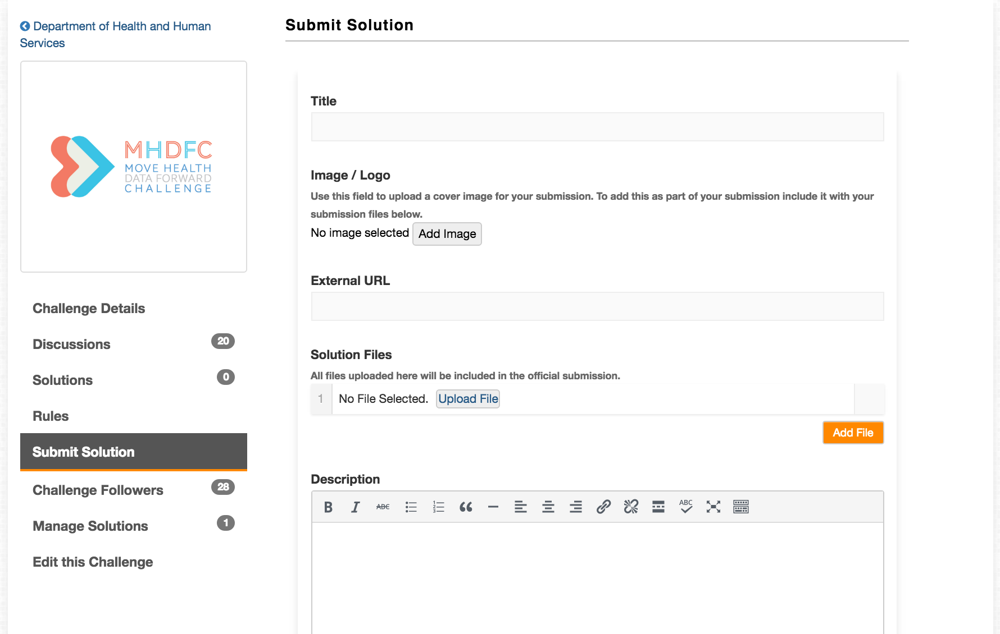 Department of Health and Human
Services
MHDFC
MOVE HEALTH
DATA FORWARD
CHALLENGE
Challenge Details
Discussions 20
Solutions 0
Rules
Submit Solution
Challenge Followers 28
Manage Solutions 1
Edit this Challenge
Submit Solution
Title
Image / Logo
Use this field to upload a cover image for your submission. To add this as part of your submission include it with your
submission files below.
No image selected Add Image
External URL
Solution Files
All files uploaded here will be included in the official submission.
1 No File Selected. Upload File
Add File
Description
B I ABC 1 2 3 “ ABC